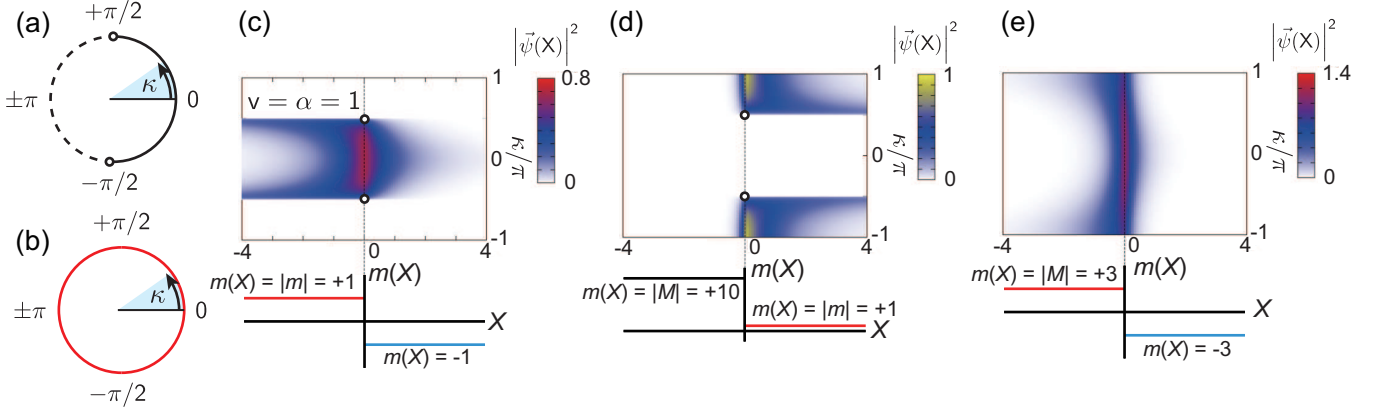 (a)
+π/2
κ
±π
0
−π/2
(b)
+π/2
κ
±π
0
−π/2
(c)
|ψ⃗(X)|²
v = α = 1
1
0
-1
κ/π
0.8
0
-4
0
4
m(X)
m(X) = |m| = +1
X
m(X) = -1
(d)
|ψ⃗(X)|²
1
0
-1
κ/π
1
0
-4
0
4
m(X)
m(X) = |M| = +10
m(X) = |m| = +1
X
(e)
|ψ⃗(X)|²
1
0
-1
κ/π
1.4
0
-4
0
4
m(X)
m(X) = |M| = +3
X
m(X) = -3